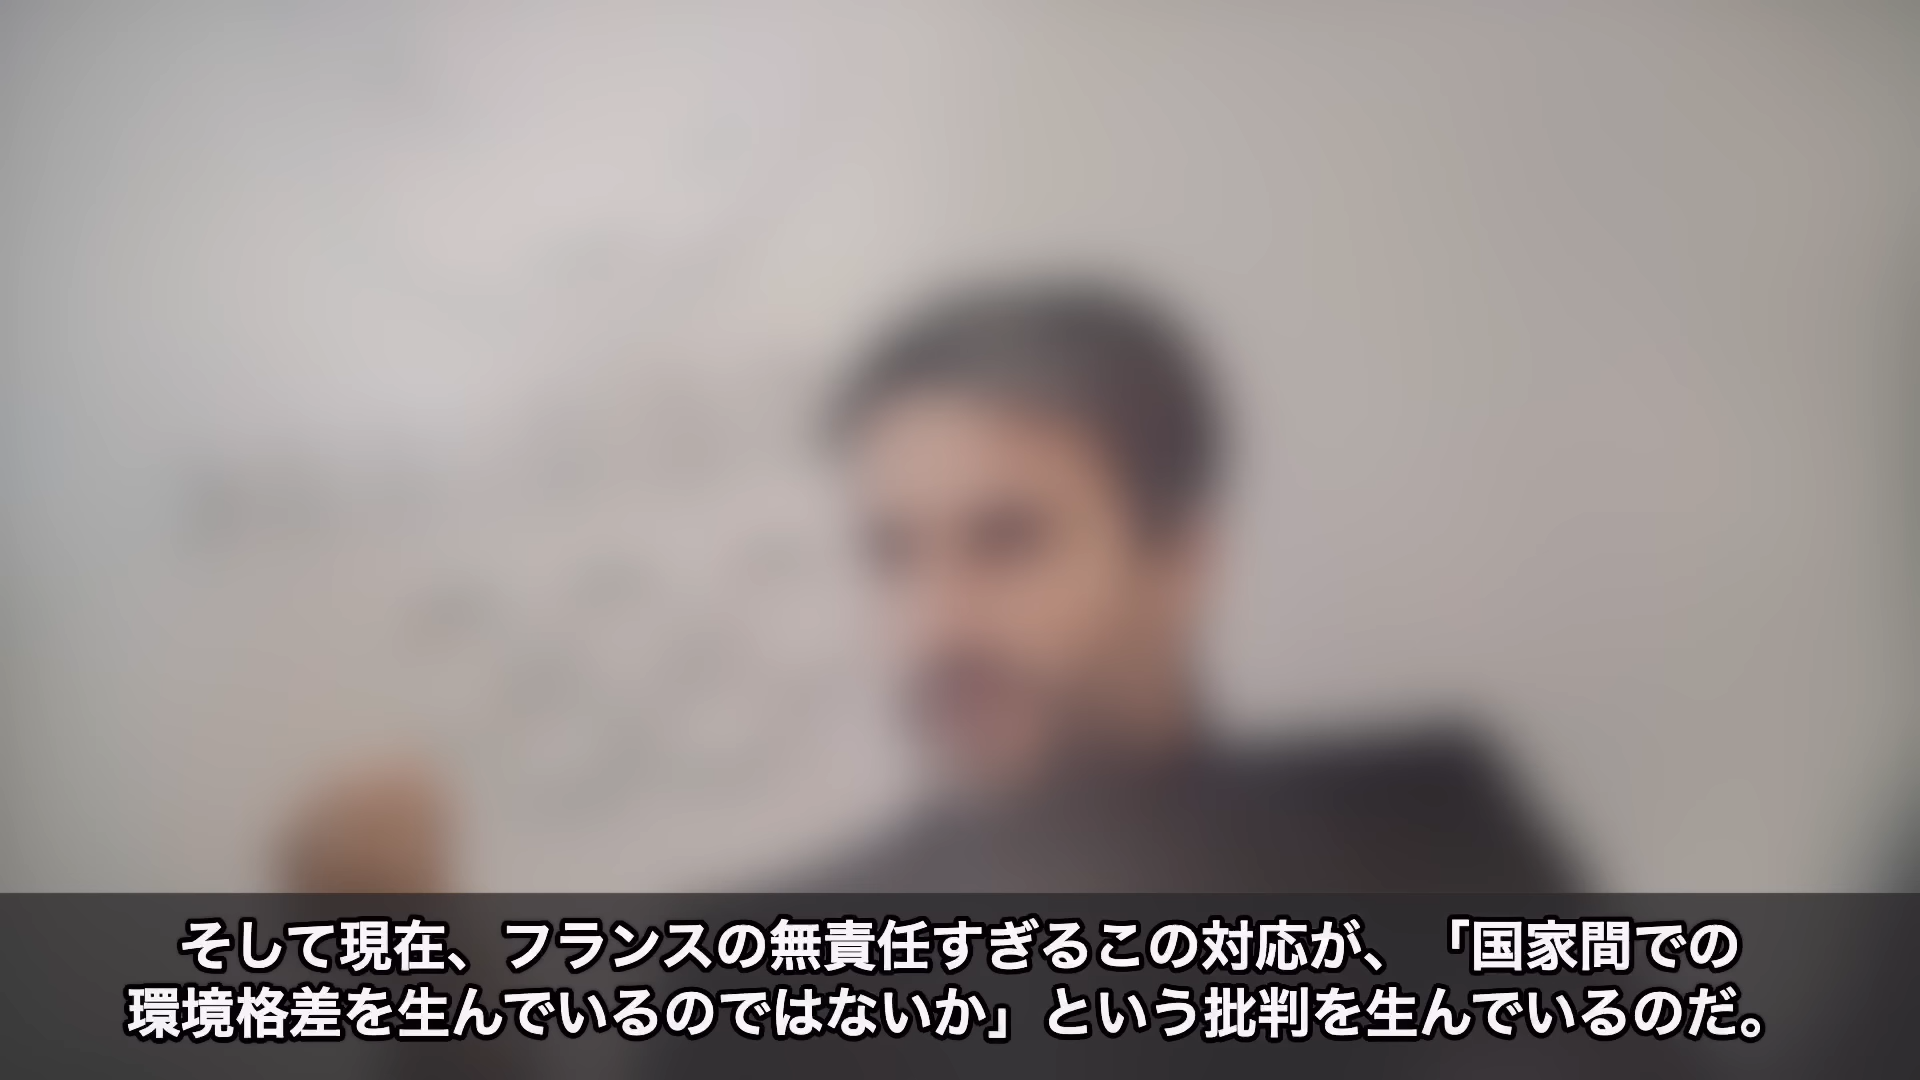 そして現在、フランスの無責任すぎるこの対応が、「国家間での
環境格差を生んでいるのではないか」という批判を生んでいるのだ。